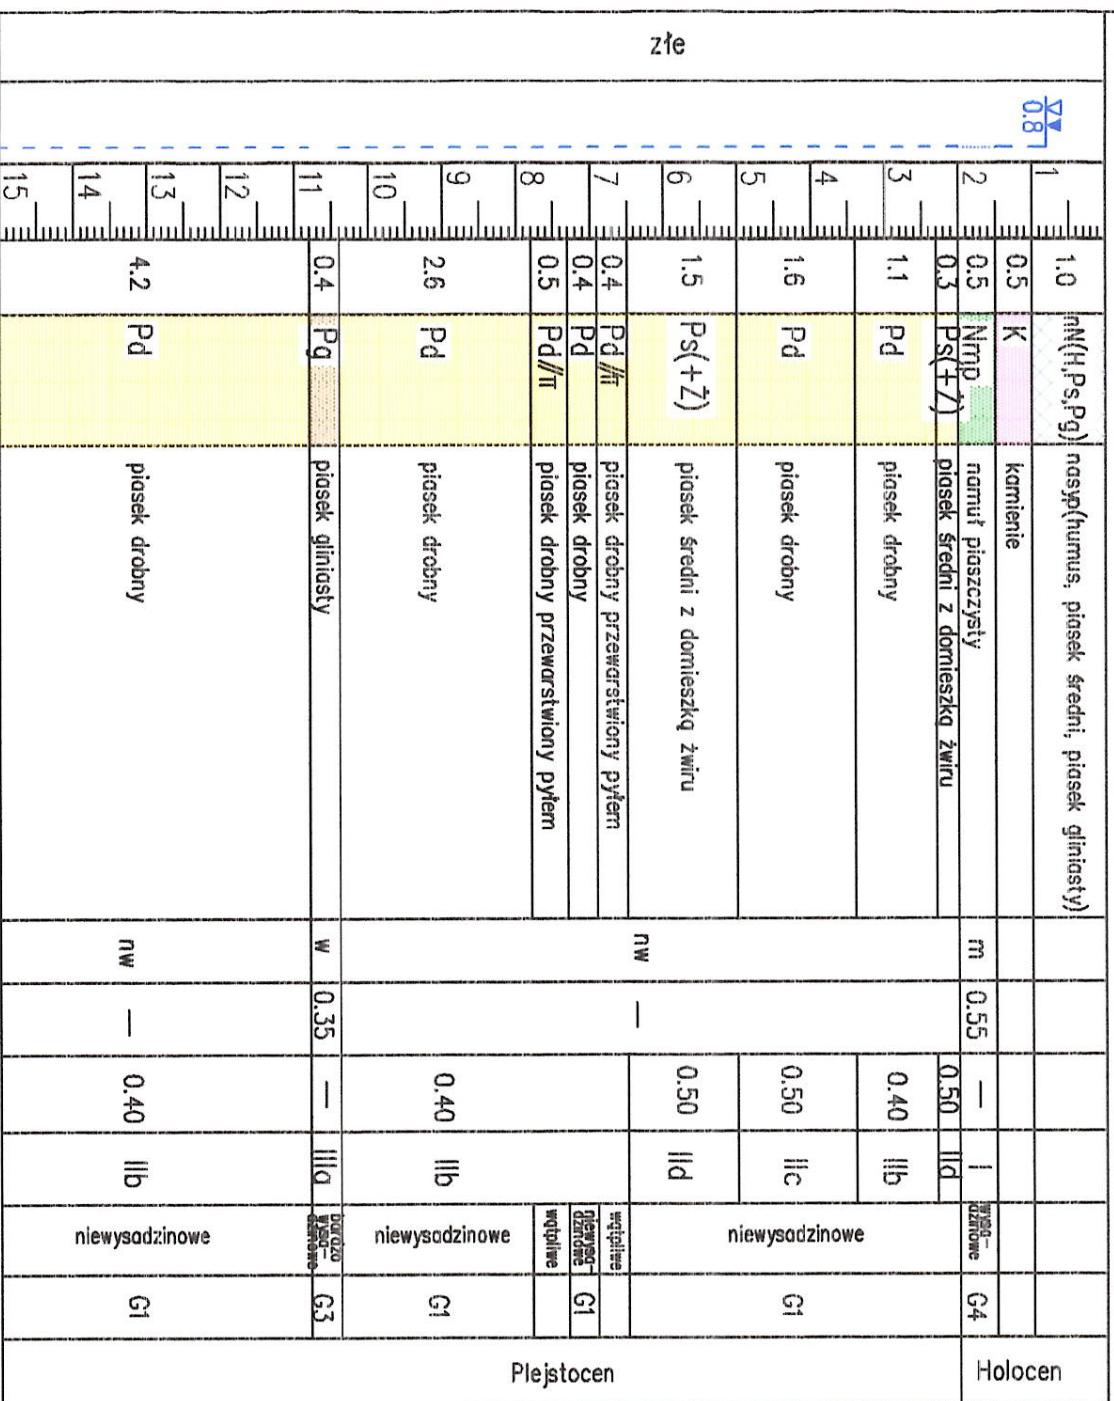 złe
0.8
1
2
3
4
5
6
7
8
9
10
11
12
13
14
15
1.0 nN(H,Ps,Pg) nasyp(humus, piasek średni, piasek gliniasty)
0.5 K kamienie
0.5 Nmp namuł piaszczysty m 0.55 — I wysa-
dzinowe G4 Holocen
0.3 Ps(+Ż) piasek średni z domieszką żwiru 0.50 IId
1.1 Pd piasek drobny 0.40 IIb
1.6 Pd piasek drobny 0.50 IIc niewysadzinowe G1
1.5 Ps(+Ż) piasek średni z domieszką żwiru nw — 0.50 IId
0.4 Pd//π piasek drobny przewarstwiony pyłem wątpliwe
0.4 Pd piasek drobny niewysa-
dzinowe G1 Plejstocen
0.5 Pd//π piasek drobny przewarstwiony pyłem wątpliwe
2.6 Pd piasek drobny 0.40 IIb niewysadzinowe G1
0.4 Pg piasek gliniasty w 0.35 — IIIa bardzo
wysa-
dzinowe G3
4.2 Pd piasek drobny nw — 0.40 IIb niewysadzinowe G1